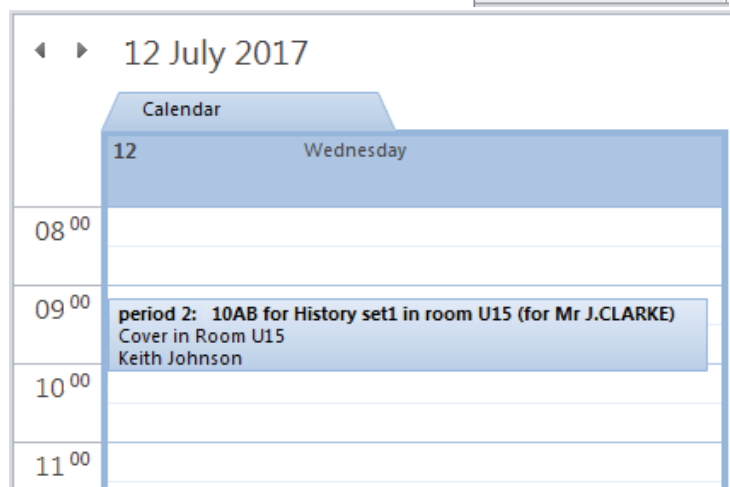 12 July 2017
Calendar
12 Wednesday
08 00
09 00
period 2: 10AB for History set1 in room U15 (for Mr J.CLARKE)
Cover in Room U15
Keith Johnson
10 00
11 00